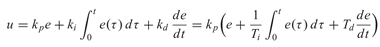 u = k_p e + k_i ∫_0^t e(τ) dτ + k_d de/dt = k_p (e + 1/T_i ∫_0^t e(τ) dτ + T_d de/dt)